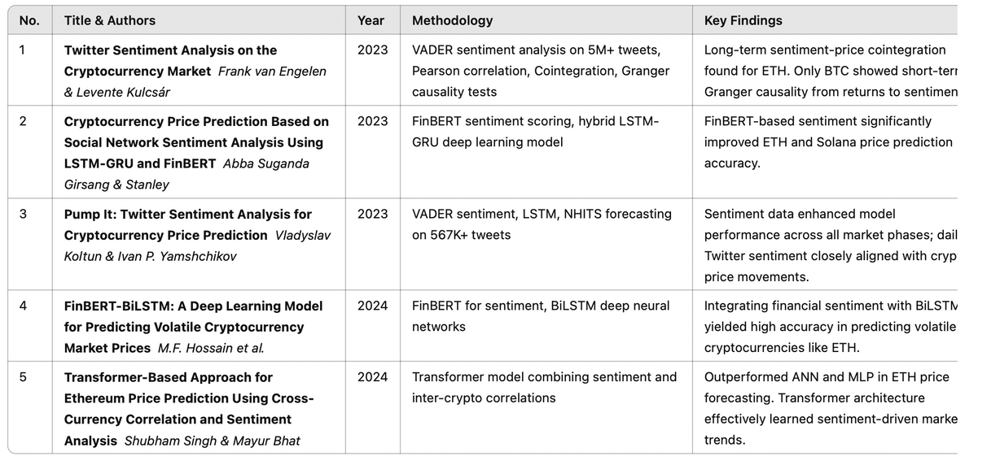 No. Title & Authors Year Methodology Key Findings
1 Twitter Sentiment Analysis on the 2023 VADER sentiment analysis on 5M+ tweets, Long-term sentiment-price cointegration
Cryptocurrency Market Frank van Engelen Pearson correlation, Cointegration, Granger found for ETH. Only BTC showed short-ter
& Levente Kulcsár causality tests Granger causality from returns to sentimen
2 Cryptocurrency Price Prediction Based on 2023 FinBERT sentiment scoring, hybrid LSTM- FinBERT-based sentiment significantly
Social Network Sentiment Analysis Using GRU deep learning model improved ETH and Solana price prediction
LSTM-GRU and FinBERT Abba Suganda accuracy.
Girsang & Stanley
3 Pump It: Twitter Sentiment Analysis for 2023 VADER sentiment, LSTM, NHITS forecasting Sentiment data enhanced model
Cryptocurrency Price Prediction Vladyslav on 567K+ tweets performance across all market phases; dail
Koltun & Ivan P. Yamshchikov Twitter sentiment closely aligned with cryp
price movements.
4 FinBERT-BiLSTM: A Deep Learning Model 2024 FinBERT for sentiment, BiLSTM deep neural Integrating financial sentiment with BiLSTM
for Predicting Volatile Cryptocurrency networks yielded high accuracy in predicting volatile
Market Prices M.F. Hossain et al. cryptocurrencies like ETH.
5 Transformer-Based Approach for 2024 Transformer model combining sentiment and Outperformed ANN and MLP in ETH price
Ethereum Price Prediction Using Cross- inter-crypto correlations forecasting. Transformer architecture
Currency Correlation and Sentiment effectively learned sentiment-driven marke
Analysis Shubham Singh & Mayur Bhat trends.